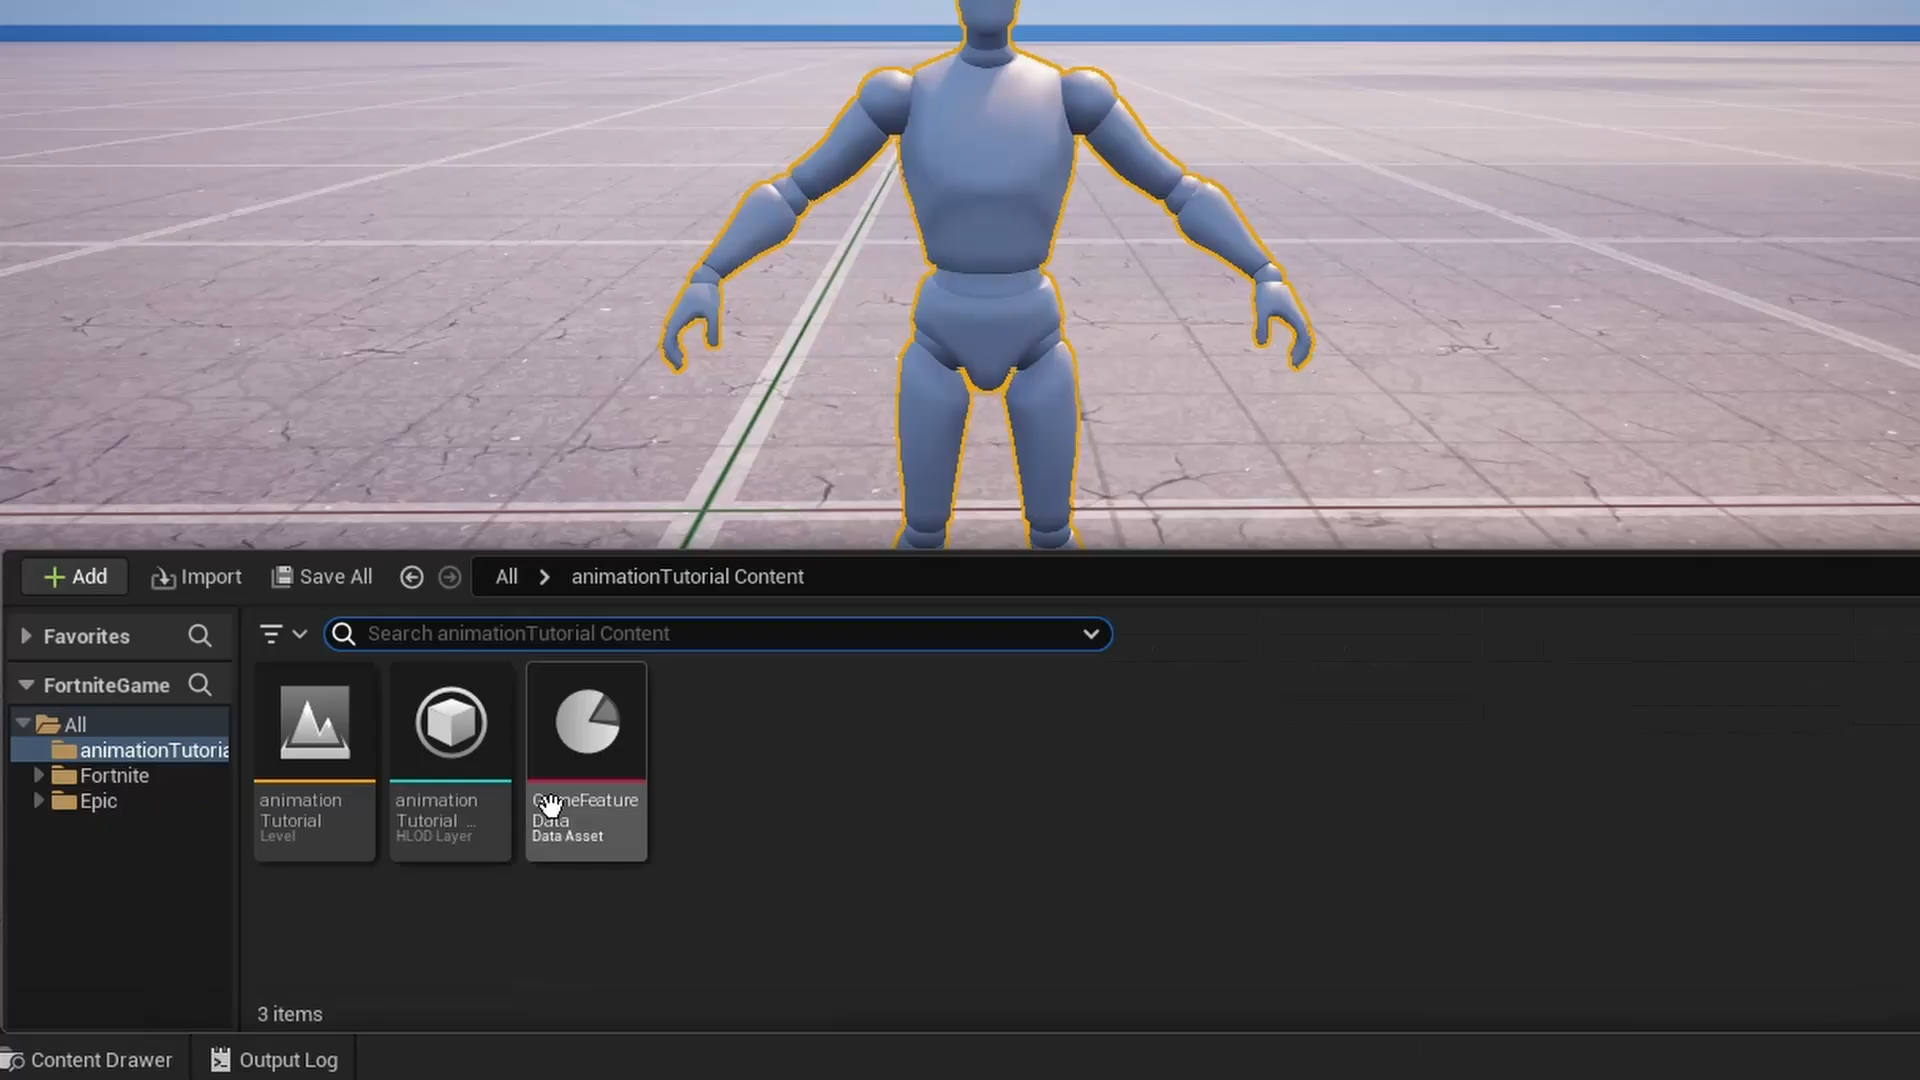 Add
Import
Save All
All
animationTutorial Content
Favorites
Search animationTutorial Content
FortniteGame
All
animationTutoria
Fortnite
Epic
animation
Tutorial
Level
animation
Tutorial ...
HLOD Layer
GameFeature
Data
Data Asset
3 items
Content Drawer
Output Log